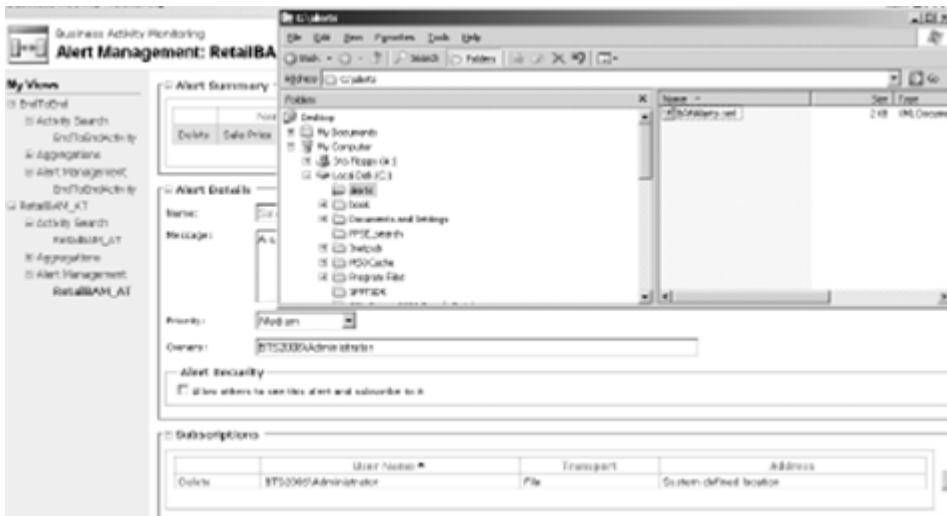 Business Activity Monitoring
Alert Management: RetailBA
My Views
EndToEnd
Activity Search
EndToEndActivity
Aggregations
Alert Management
EndToEndActivity
RetailBAM_AT
Activity Search
RetailBAM_AT
Aggregations
Alert Management
RetailBAM_AT
Alert Summary
Delete Sale Price
Alert Details
Name:
Message:
Priority: Medium
Owners: BTS2006\Administrator
Alert Security
Allow others to see this alert and subscribe to it
Subscriptions
User Name Transport Address
Delete BTS2006\Administrator File System defined location
C:\alerts
File Edit View Favorites Tools Help
Back Search Folders
Address C:\alerts Go
Folders
Name Size Type
Desktop
My Documents
My Computer
3½ Floppy (A:)
Local Disk (C:)
alerts
book
Documents and Settings
Inetpub
MSOCache
Program Files
2 KB XML Docume